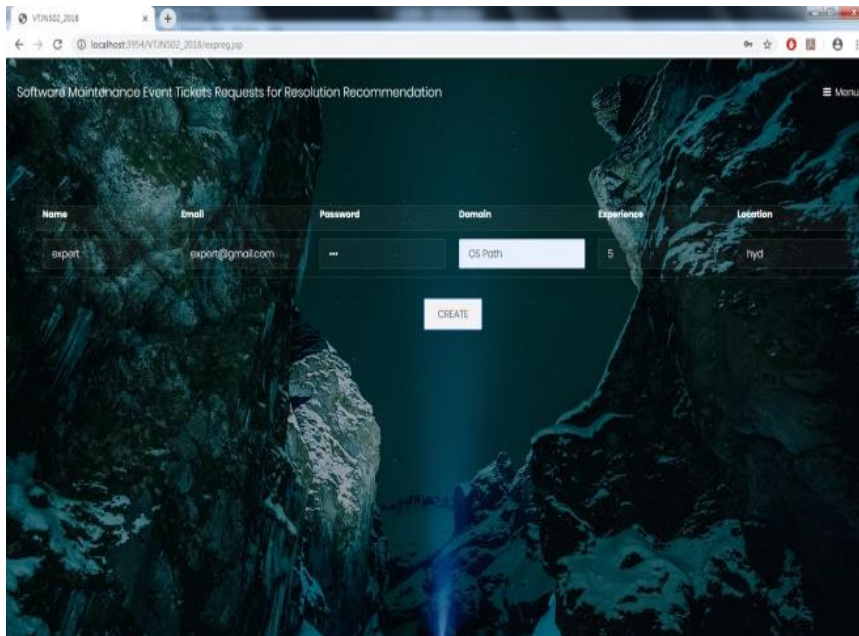 VTJNS02_2018
localhost:3954/VTJNS02_2018/expreg.jsp
Software Maintenance Event Tickets Requests for Resolution Recommendation
Menu
Name Email Password Domain Experience Location
expert expert@gmail.com ••• OS Path 5 hyd
CREATE